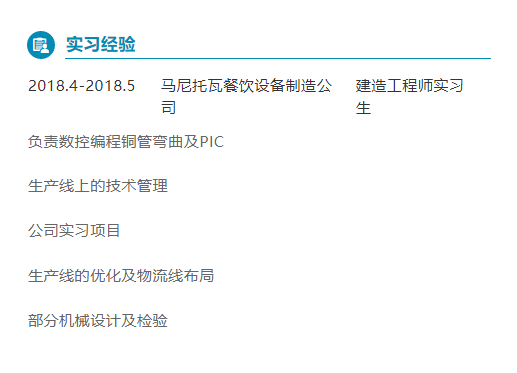 实习经验
2018.4-2018.5 马尼托瓦餐饮设备制造公 建造工程师实习
司 生
负责数控编程铜管弯曲及PIC
生产线上的技术管理
公司实习项目
生产线的优化及物流线布局
部分机械设计及检验